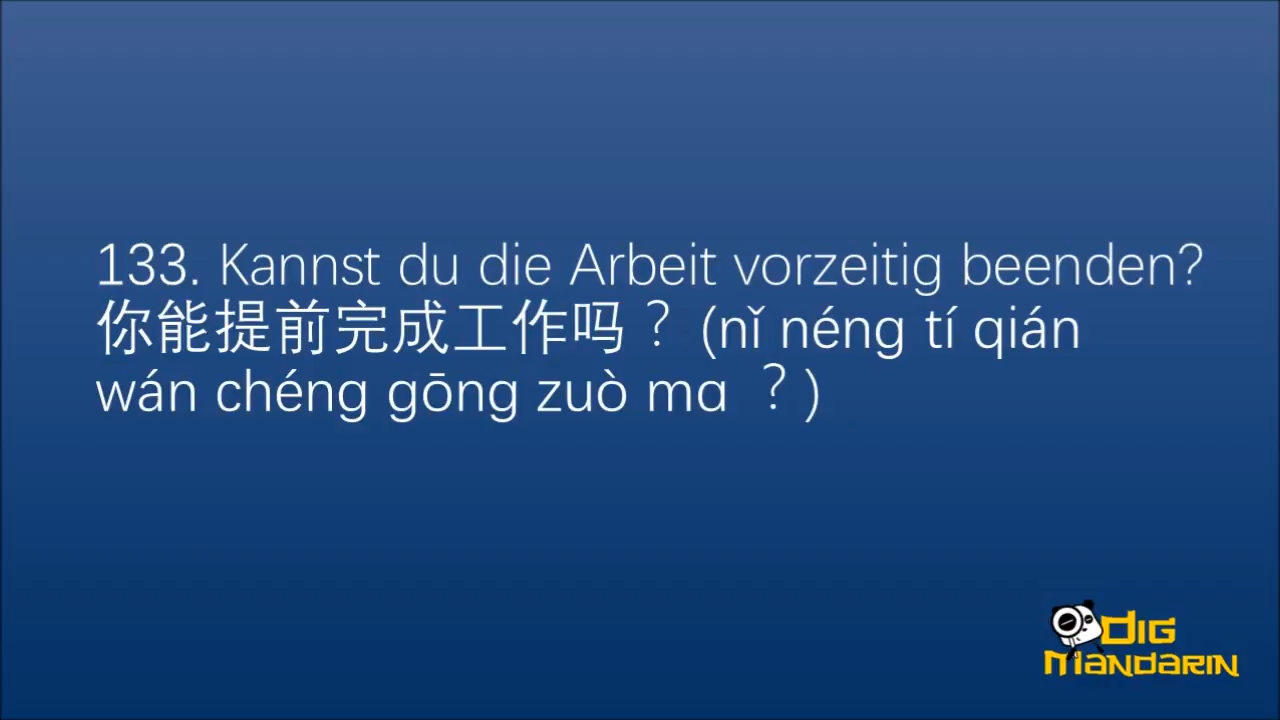 133. Kannst du die Arbeit vorzeitig beenden?
你能提前完成工作吗？ (nǐ néng tí qián
wán chéng gōng zuò mɑ ？)
DIG
MANDARIN